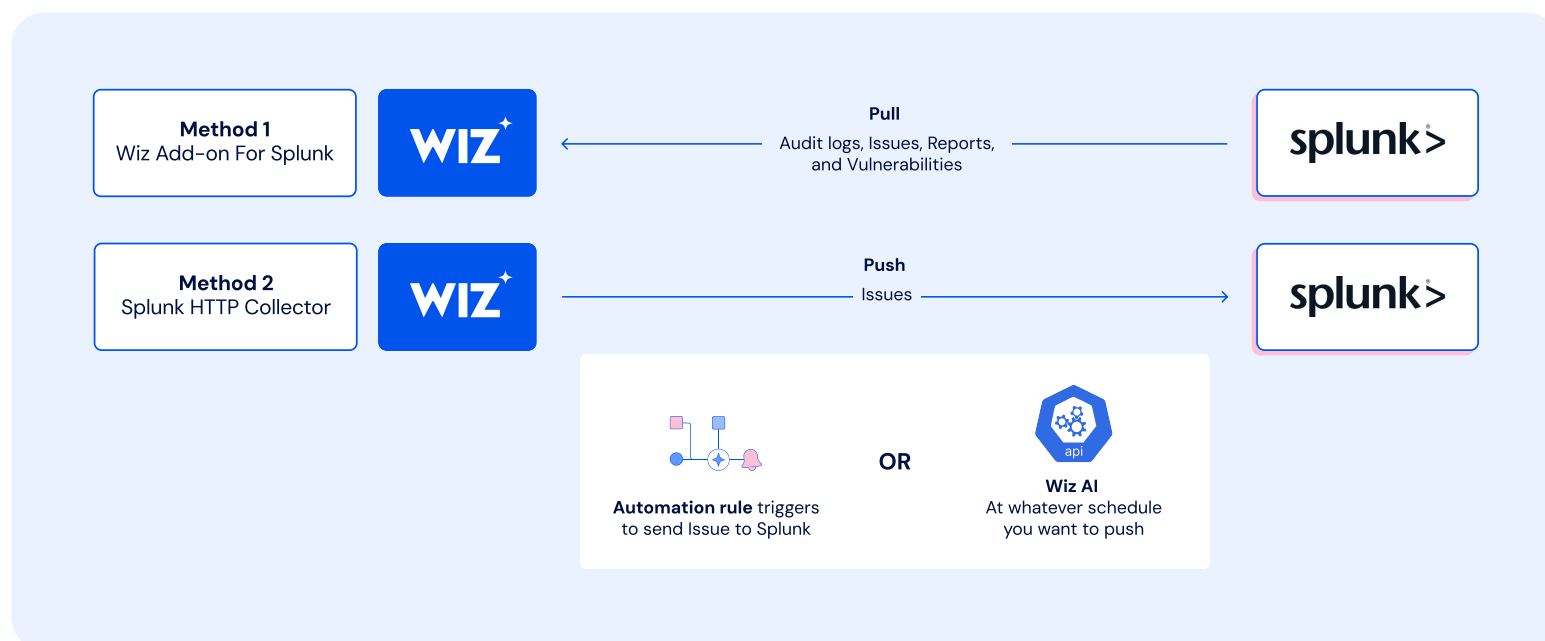 Method 1
Wiz Add-on For Splunk
WIZ
Pull
Audit logs, Issues, Reports,
and Vulnerabilities
splunk>
Method 2
Splunk HTTP Collector
WIZ
Push
Issues
splunk>
Automation rule triggers
to send Issue to Splunk
OR
api
Wiz AI
At whatever schedule
you want to push